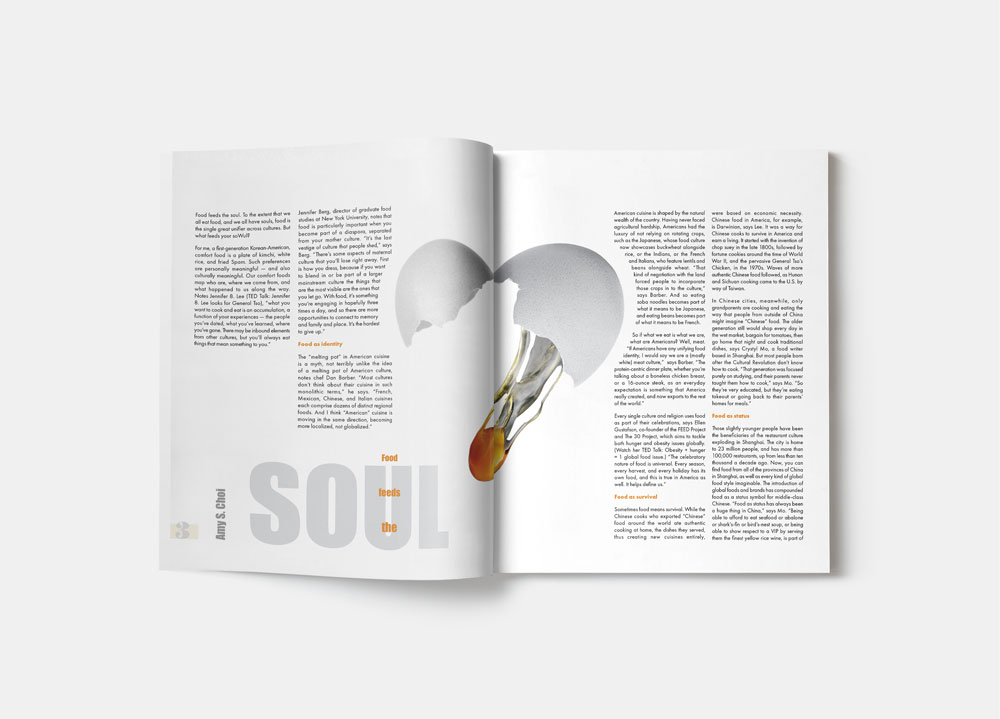 Food feeds the soul. To the extent that we
all eat food, and we all have souls, food is
the single great unifier across cultures. But
what feeds your soWulf
For me, a first-generation Korean-American,
comfort food is a plate of kimchi, white
rice, and fried Spam. Such preferences
are personally meaningful — and also
culturally meaningful. Our comfort foods
map who are, where we come from, and
what happened to us along the way.
Notes Jennifer 8. Lee (TED Talk: Jennifer
8. Lee looks for General Tso), "what you
want to cook and eat is an accumulation, a
function of your experiences — the people
you've dated, what you've learned, where
you've gone. There may be inbound elements
from other cultures, but you'll always eat
things that mean something to you."
Jennifer Berg, director of graduate food
studies at New York University, notes that
food is particularly important when you
become part of a diaspora, separated
from your mother culture. "It's the last
vestige of culture that people shed," says
Berg. "There's some aspects of maternal
culture that you'll lose right away. First
is how you dress, because if you want
to blend in or be part of a larger
mainstream culture the things that
are the most visible are the ones that
you let go. With food, it's something
you're engaging in hopefully three
times a day, and so there are more
opportunities to connect to memory
and family and place. It's the hardest
to give up. "
Food as identity
The "melting pot" in American cuisine
is a myth, not terribly unlike the idea
of a melting pot of American culture,
notes chef Dan Barber. "Most cultures
don't think about their cuisine in such
monolithic terms," he says. "French,
Mexican, Chinese, and Italian cuisines
each comprise dozens of distinct regional
foods. And I think "American" cuisine is
moving in the same direction, becoming
more localized, not globalized."
3
Amy S. Choi
Food
feeds
the
SOUL
American cuisine is shaped by the natural
wealth of the country. Having never faced
agricultural hardship, Americans had the
luxury of not relying on rotating crops,
such as the Japanese, whose food culture
now showcases buckwheat alongside
rice, or the Indians, or the French
and Italians, who feature lentils and
beans alongside wheat. "That
kind of negotiation with the land
forced people to incorporate
those crops in to the culture,"
says Barber. And so eating
soba noodles becomes part of
what it means to be Japanese,
and eating beans becomes part
of what it means to be French.
So if what we eat is what we are,
what are Americans? Well, meat.
"If Americans have any unifying food
identity, I would say we are a (mostly
white) meat culture," says Barber. "The
protein-centric dinner plate, whether you're
talking about a boneless chicken breast,
or a 16-ounce steak, as an everyday
expectation is something that America
really created, and now exports to the rest
of the world."
Every single culture and religion uses food
as part of their celebrations, says Ellen
Gustafson, co-founder of the FEED Project
and The 30 Project, which aims to tackle
both hunger and obesity issues globally.
(Watch her TED Talk: Obesity + hunger
= 1 global food issue.) "The celebratory
nature of food is universal. Every season,
every harvest, and every holiday has its
own food, and this is true in America as
well. It helps define us."
Food as survival
Sometimes food means survival. While the
Chinese cooks who exported "Chinese"
food around the world ate authentic
cooking at home, the dishes they served,
thus creating new cuisines entirely,
were based on economic necessity.
Chinese food in America, for example,
is Darwinian, says Lee. It was a way for
Chinese cooks to survive in America and
earn a living. It started with the invention of
chop suey in the late 1800s, followed by
fortune cookies around the time of World
War II, and the pervasive General Tso's
Chicken, in the 1970s. Waves of more
authentic Chinese food followed, as Hunan
and Sichuan cooking came to the U.S. by
way of Taiwan.
In Chinese cities, meanwhile, only
grandparents are cooking and eating the
way that people from outside of China
might imagine "Chinese" food. The older
generation still would shop every day in
the wet market, bargain for tomatoes, then
go home that night and cook traditional
dishes, says Crystyl Mo, a food writer
based in Shanghai. But most people born
after the Cultural Revolution don't know
how to cook. "That generation was focused
purely on studying, and their parents never
taught them how to cook," says Mo. "So
they're very educated, but they're eating
takeout or going back to their parents'
homes for meals."
Food as status
Those slightly younger people have been
the beneficiaries of the restaurant culture
exploding in Shanghai. The city is home
to 23 million people, and has more than
100,000 restaurants, up from less than ten
thousand a decade ago. Now, you can
find food from all of the provinces of China
in Shanghai, as well as every kind of global
food style imaginable. The introduction of
global foods and brands has compounded
food as a status symbol for middle-class
Chinese. "Food as status has always been
a huge thing in China," says Mo. "Being
able to afford to eat seafood or abalone
or shark's fin or bird's-nest soup, or being
able to show respect to a VIP by serving
them the finest yellow rice wine, is part of